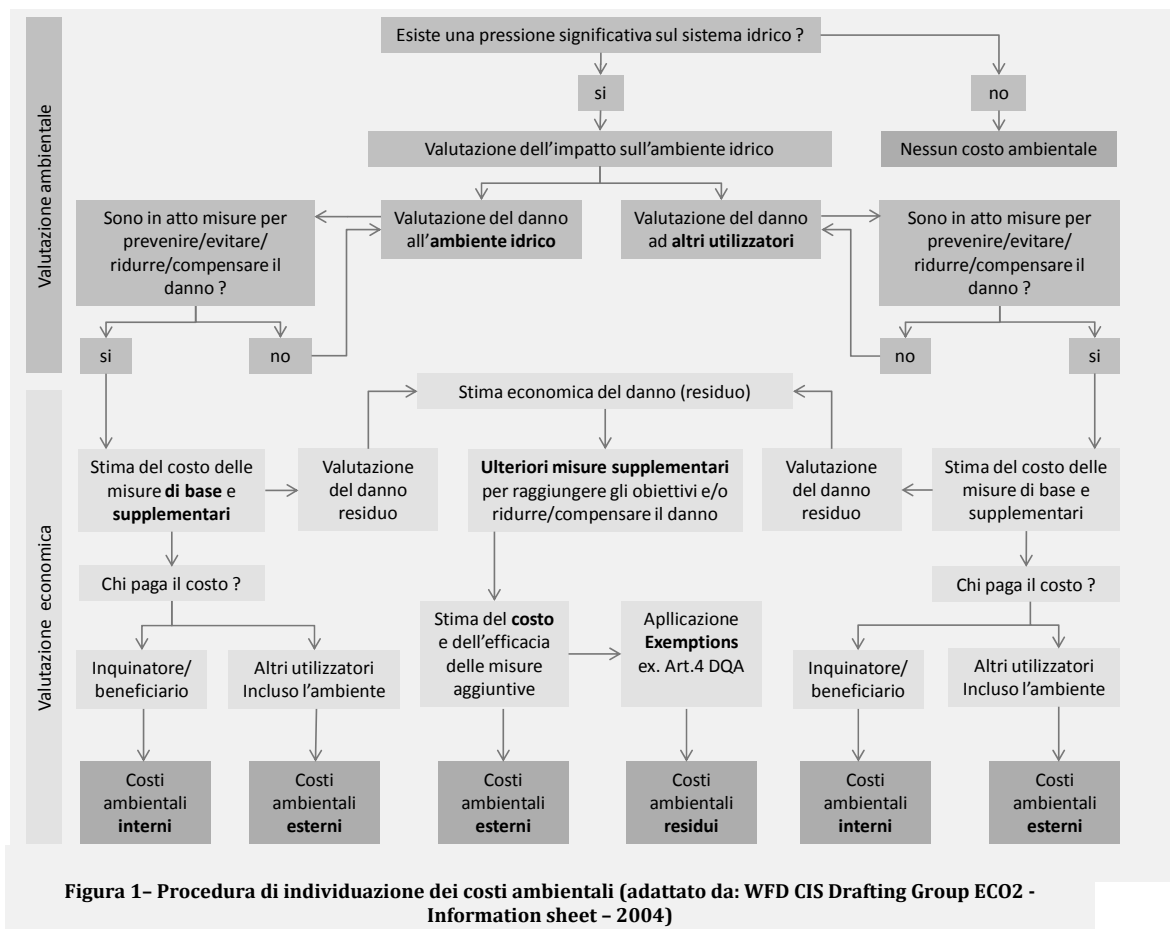 Esiste una pressione significativa sul sistema idrico ?
si
no
Valutazione dell'impatto sull'ambiente idrico
Nessun costo ambientale
Valutazione ambientale
Sono in atto misure per
prevenire/evitare/
ridurre/compensare il
danno ?
Valutazione del danno
all'ambiente idrico
Valutazione del danno
ad altri utilizzatori
Sono in atto misure per
prevenire/evitare/
ridurre/compensare il
danno ?
si
no
no
si
Valutazione economica
Stima economica del danno (residuo)
Stima del costo delle
misure di base e
supplementari
Valutazione
del danno
residuo
Ulteriori misure supplementari
per raggiungere gli obiettivi e/o
ridurre/compensare il danno
Valutazione
del danno
residuo
Stima del costo delle
misure di base e
supplementari
Chi paga il costo ?
Chi paga il costo ?
Inquinatore/
beneficiario
Altri utilizzatori
Incluso l'ambiente
Stima del costo
e dell'efficacia
delle misure
aggiuntive
Apllicazione
Exemptions
ex. Art.4 DQA
Inquinatore/
beneficiario
Altri utilizzatori
Incluso l'ambiente
Costi
ambientali
interni
Costi
ambientali
esterni
Costi
ambientali
esterni
Costi
ambientali
residui
Costi
ambientali
interni
Costi
ambientali
esterni
Figura 1– Procedura di individuazione dei costi ambientali (adattato da: WFD CIS Drafting Group ECO2 -
Information sheet – 2004)